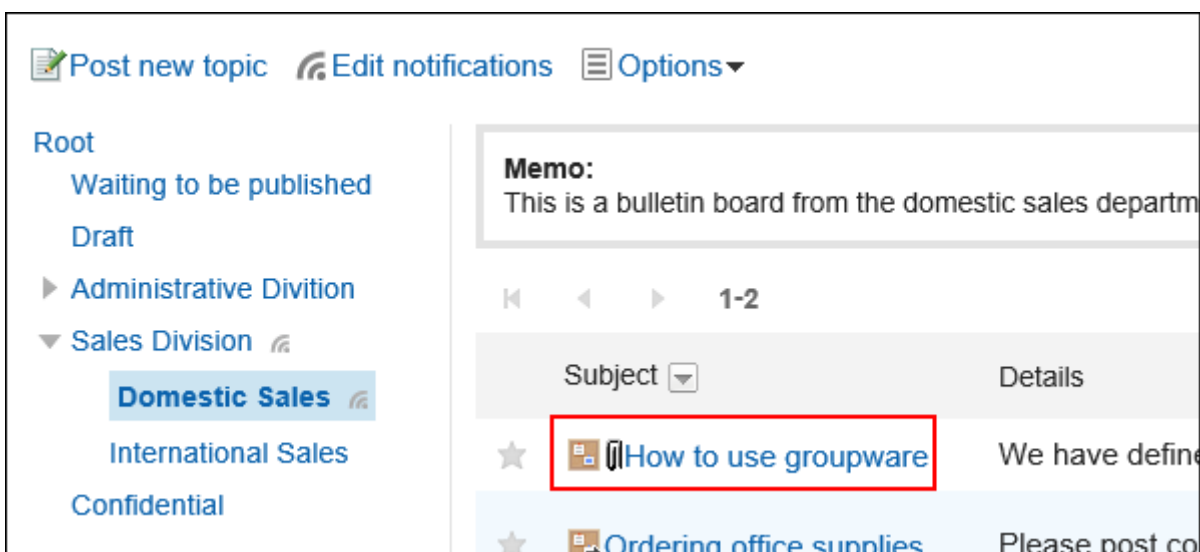 Post new topic Edit notifications Options
Root
Waiting to be published
Draft
Administrative Divition
Sales Division
Domestic Sales
International Sales
Confidential
Memo:
This is a bulletin board from the domestic sales departm
1-2
Subject Details
How to use groupware We have define
Ordering office supplies Please post co